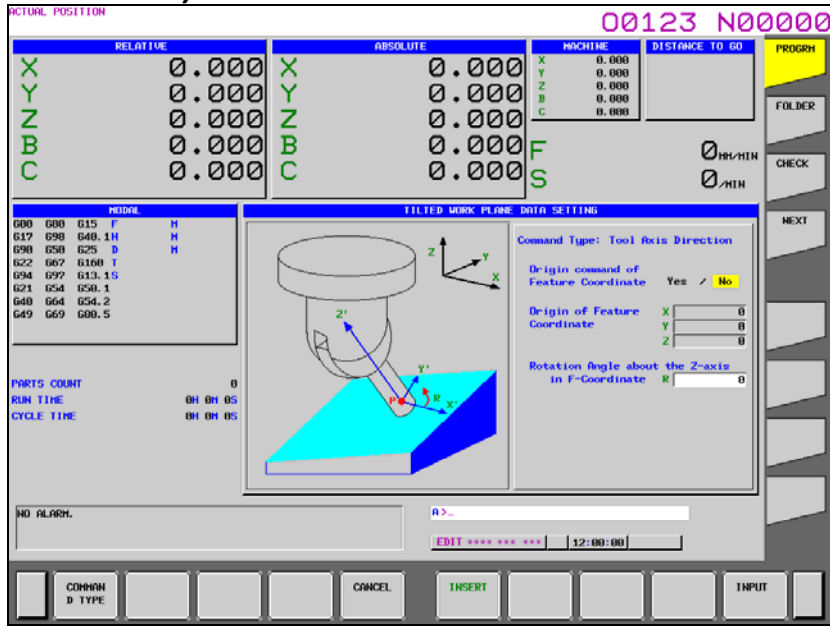 ACTUAL POSITION
O0123 N00000
RELATIVE
X 0.000
Y 0.000
Z 0.000
B 0.000
C 0.000
ABSOLUTE
X 0.000
Y 0.000
Z 0.000
B 0.000
C 0.000
MACHINE
X 0.000
Y 0.000
Z 0.000
B 0.000
C 0.000
DISTANCE TO GO
F 0 MM/MIN
S 0 /MIN
PROGRM
FOLDER
CHECK
NEXT
MODAL
G00 G80 G15 F M
G17 G98 G40.1 H M
G90 G50 G25 D M
G22 G67 G160 T
G94 G97 G13.1 S
G21 G54 G50.1
G40 G64 G54.2
G49 G69 G80.5
PARTS COUNT 0
RUN TIME 0H 0M 0S
CYCLE TIME 0H 0M 0S
TILTED WORK PLANE DATA SETTING
Z
Y
X
Z'
Y'
P
R
X'
Command Type: Tool Axis Direction
Origin command of
Feature Coordinate Yes / No
Origin of Feature X 0
Coordinate Y 0
Z 0
Rotation Angle about the Z-axis
in F-Coordinate R 0
NO ALARM.
A>_
EDIT **** *** *** 12:00:00
COMMAN
D TYPE
CANCEL
INSERT
INPUT